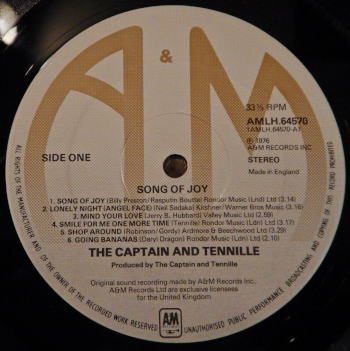 A & M
33⅓ RPM
AMLH.64570
1AMLH.64570-A1
℗ 1976
A&M RECORDS INC
STEREO
Made in England
SIDE ONE
SONG OF JOY
1. SONG OF JOY (Billy Preston) Rasputin Bouttal Rondor Music (Lnd) Ltd (3.14)
2. LONELY NIGHT (ANGEL FACE) (Neil Sedaka) Kirshner/Warner Bros Music (3.16)
3. MIND YOUR LOVE (Jerry B. Hubbard) Valley Music Ltd (2.59)
4. SMILE FOR ME ONE MORE TIME (Tennille) Rondor Music (Ldn) Ltd (3.17)
5. SHOP AROUND (Robinson/Gordy) Ardmore & Beechwood Ltd (3.29)
6. GOING BANANAS (Daryl Dragon) Rondor Music (Ldn) Ltd (2.10)
THE CAPTAIN AND TENNILLE
Produced by The Captain and Tennille
Original sound recording made by A&M Records Inc.
A&M Records Ltd are exclusive licensees
for the United Kingdom
A&M
RECORDS
ALL RIGHTS OF THE MANUFACTURER AND OF THE OWNER OF THE RECORDED WORK RESERVED UNAUTHORISED PUBLIC PERFORMANCE BROADCASTING AND COPYING OF THIS RECORD PROHIBITED